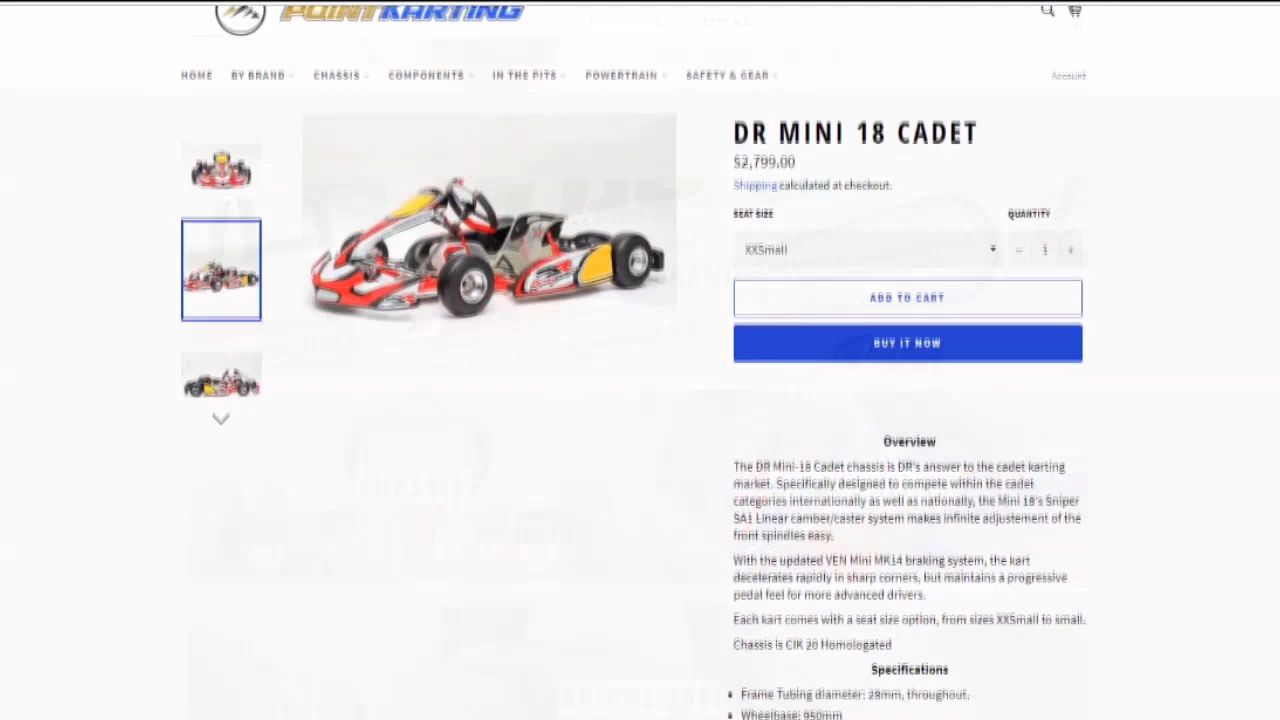 POINTKARTING
HOME BY BRAND CHASSIS COMPONENTS IN THE PITS POWERTRAIN SAFETY & GEAR Account
DR MINI 18 CADET
$2,799.00
Shipping calculated at checkout.
SEAT SIZE QUANTITY
XXSmall − 1 +
ADD TO CART
BUY IT NOW
Overview
The DR Mini-18 Cadet chassis is DR's answer to the cadet karting
market. Specifically designed to compete within the cadet
categories internationally as well as nationally, the Mini 18's Sniper
SA1 Linear camber/caster system makes infinite adjustement of the
front spindles easy.
With the updated VEN Mini MK14 braking system, the kart
decelerates rapidly in sharp corners, but maintains a progressive
pedal feel for more advanced drivers.
Each kart comes with a seat size option, from sizes XXSmall to small.
Chassis is CIK 20 Homologated
Specifications
• Frame Tubing diameter: 28mm, throughout.
• Wheelbase: 950mm